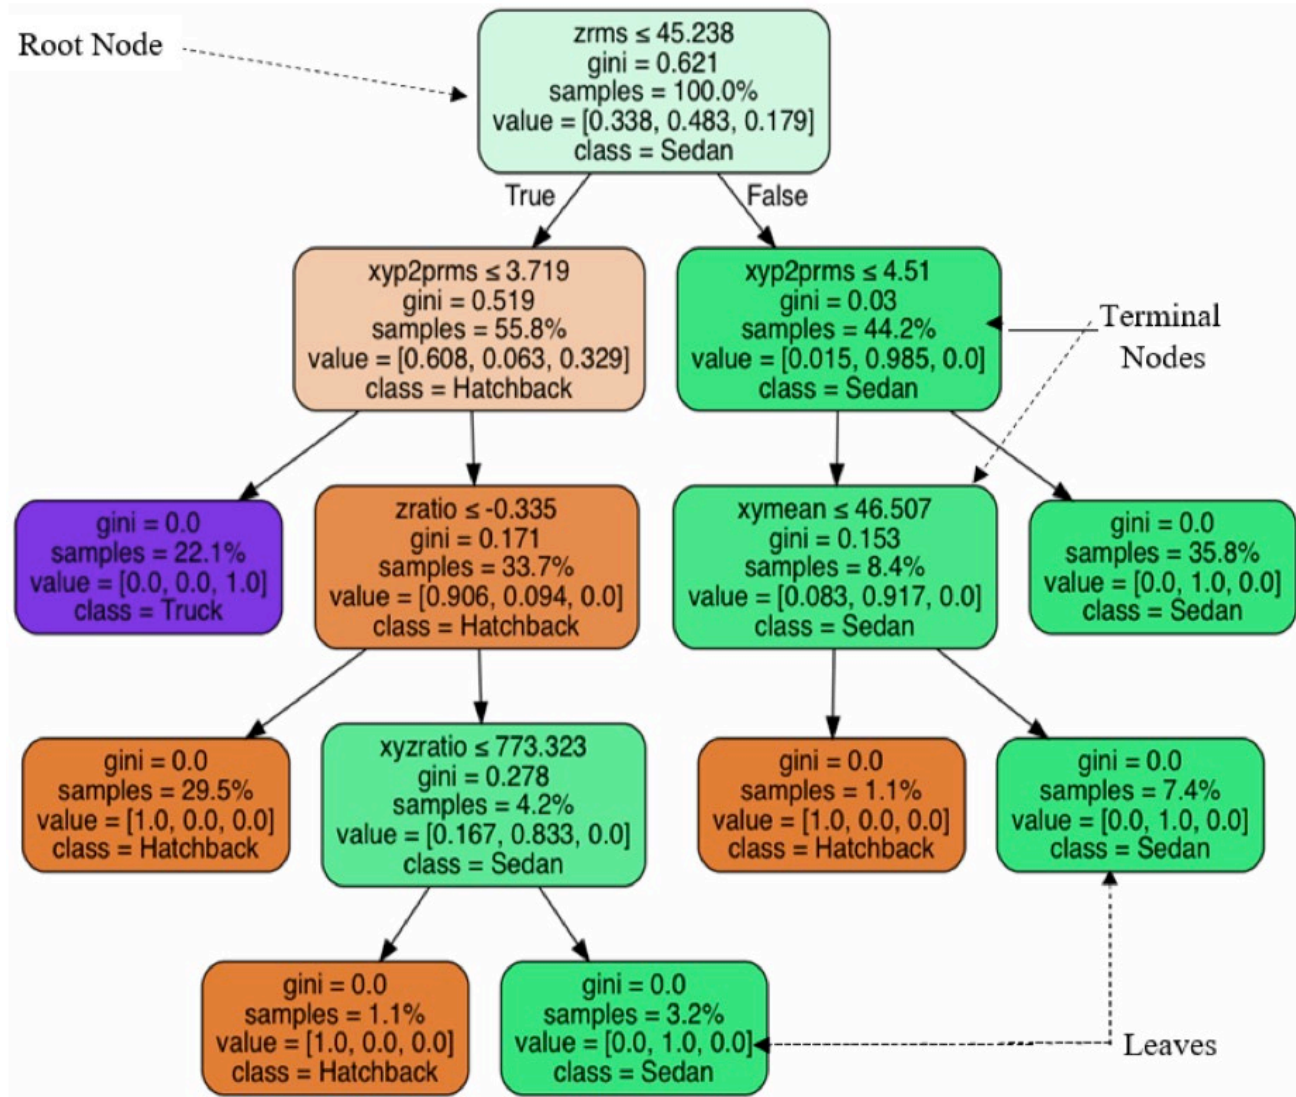 Root Node
zrms ≤ 45.238
gini = 0.621
samples = 100.0%
value = [0.338, 0.483, 0.179]
class = Sedan
True
False
xyp2prms ≤ 3.719
gini = 0.519
samples = 55.8%
value = [0.608, 0.063, 0.329]
class = Hatchback
xyp2prms ≤ 4.51
gini = 0.03
samples = 44.2%
value = [0.015, 0.985, 0.0]
class = Sedan
Terminal
Nodes
gini = 0.0
samples = 22.1%
value = [0.0, 0.0, 1.0]
class = Truck
zratio ≤ -0.335
gini = 0.171
samples = 33.7%
value = [0.906, 0.094, 0.0]
class = Hatchback
xymean ≤ 46.507
gini = 0.153
samples = 8.4%
value = [0.083, 0.917, 0.0]
class = Sedan
gini = 0.0
samples = 35.8%
value = [0.0, 1.0, 0.0]
class = Sedan
gini = 0.0
samples = 29.5%
value = [1.0, 0.0, 0.0]
class = Hatchback
xyzratio ≤ 773.323
gini = 0.278
samples = 4.2%
value = [0.167, 0.833, 0.0]
class = Sedan
gini = 0.0
samples = 1.1%
value = [1.0, 0.0, 0.0]
class = Hatchback
gini = 0.0
samples = 7.4%
value = [0.0, 1.0, 0.0]
class = Sedan
gini = 0.0
samples = 1.1%
value = [1.0, 0.0, 0.0]
class = Hatchback
gini = 0.0
samples = 3.2%
value = [0.0, 1.0, 0.0]
class = Sedan
Leaves